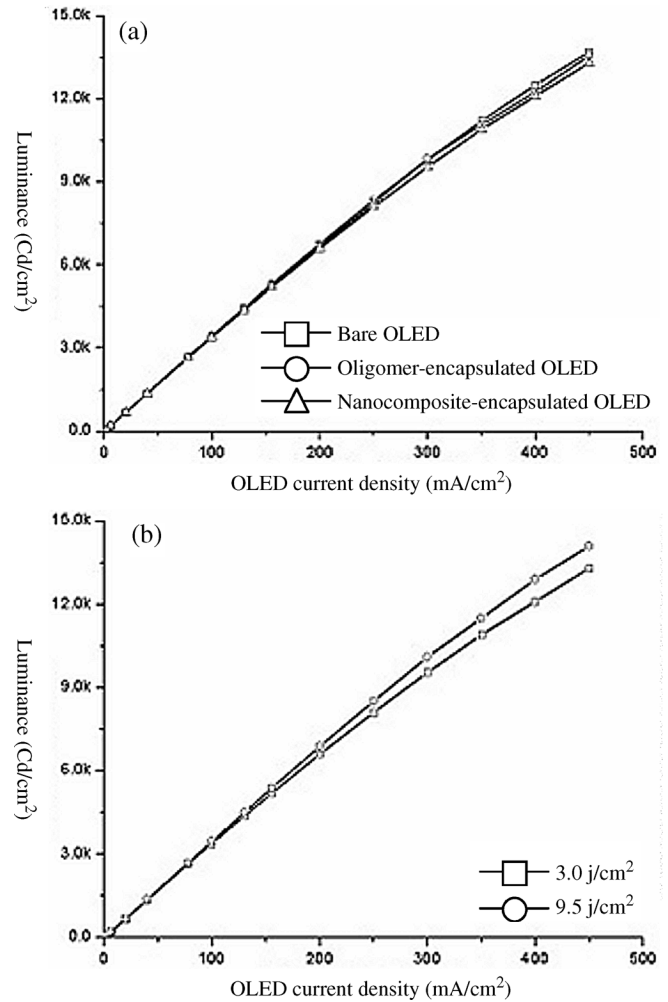 (a)
15.0k
12.0k
9.0k
6.0k
3.0k
0.0
Luminance (Cd/cm²)
Bare OLED
Oligomer-encapsulated OLED
Nanocomposite-encapsulated OLED
0 100 200 300 400 500
OLED current density (mA/cm²)
(b)
15.0k
12.0k
9.0k
6.0k
3.0k
0.0
Luminance (Cd/cm²)
3.0 j/cm²
9.5 j/cm²
0 100 200 300 400 500
OLED current density (mA/cm²)